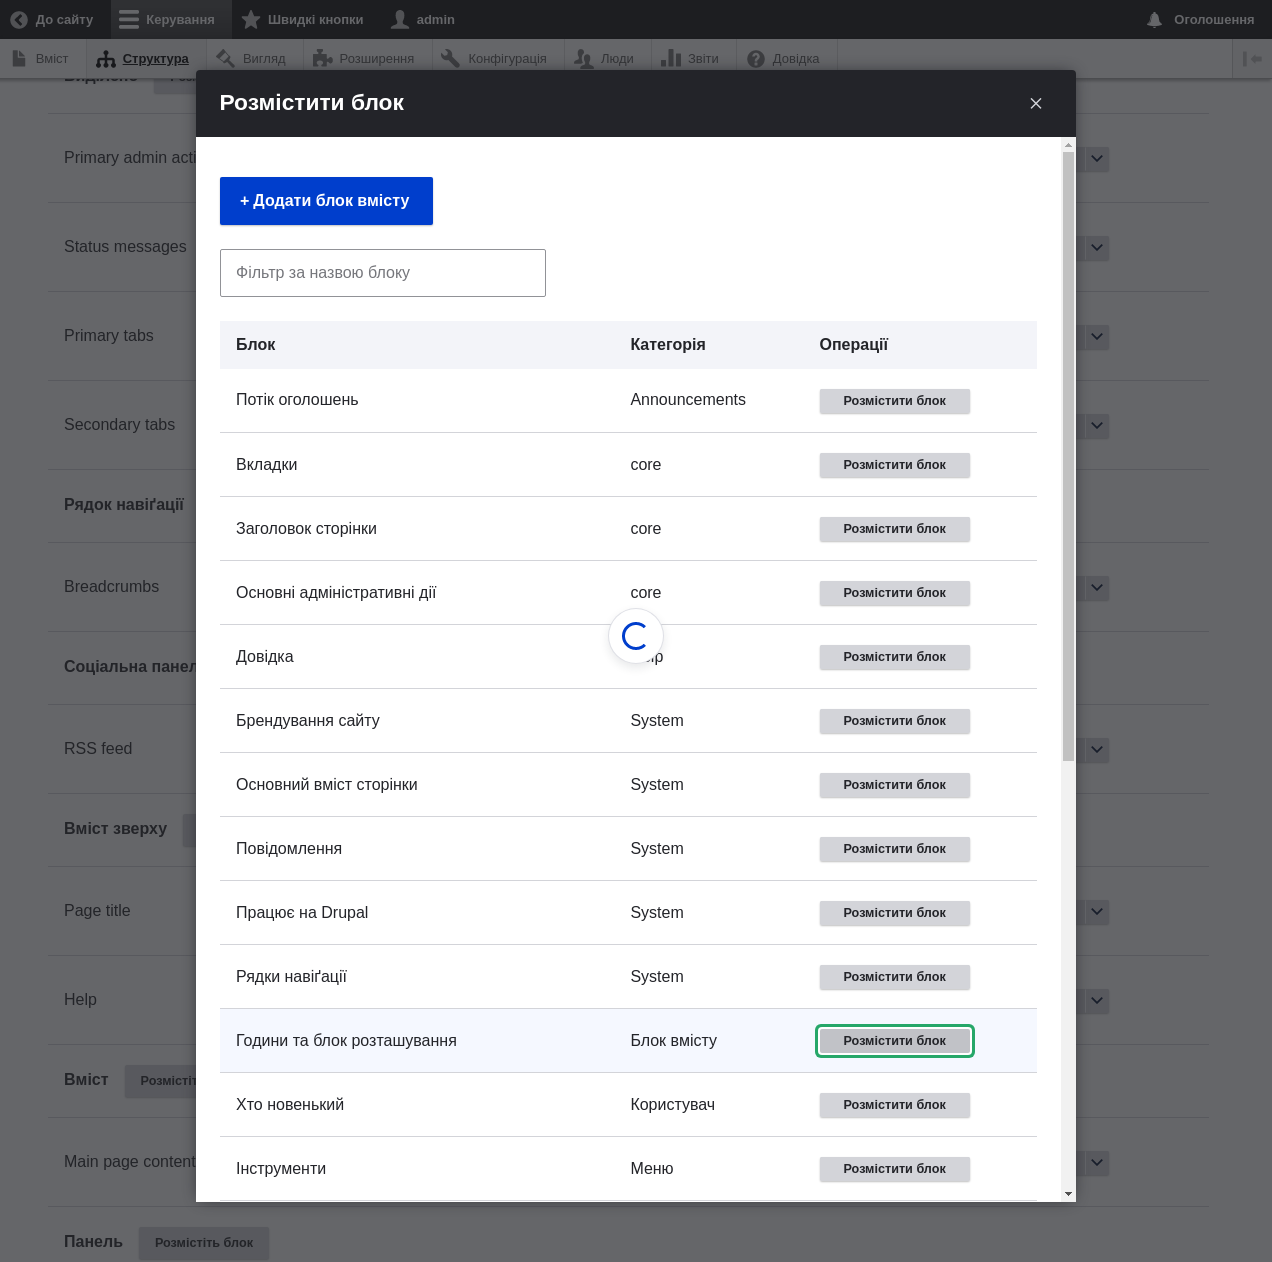 До сайту Керування Швидкі кнопки admin Оголошення
Вміст Структура Вигляд Розширення Конфігурація Люди Звіти Довідка
Розмістити блок
+ Додати блок вмісту
Фільтр за назвою блоку
Блок Категорія Операції
Потік оголошень Announcements Розмістити блок
Вкладки core Розмістити блок
Заголовок сторінки core Розмістити блок
Основні адміністративні дії core Розмістити блок
Довідка Розмістити блок
Брендування сайту System Розмістити блок
Основний вміст сторінки System Розмістити блок
Повідомлення System Розмістити блок
Працює на Drupal System Розмістити блок
Рядки навіґації System Розмістити блок
Години та блок розташування Блок вмісту Розмістити блок
Хто новенький Користувач Розмістити блок
Інструменти Меню Розмістити блок
Primary admin
Status messages
Primary tabs
Secondary tabs
Рядок навіґації
Breadcrumbs
Соціальна
RSS feed
Вміст зверху
Page title
Help
Вміст
Main page content
Панель Розмістіть блок